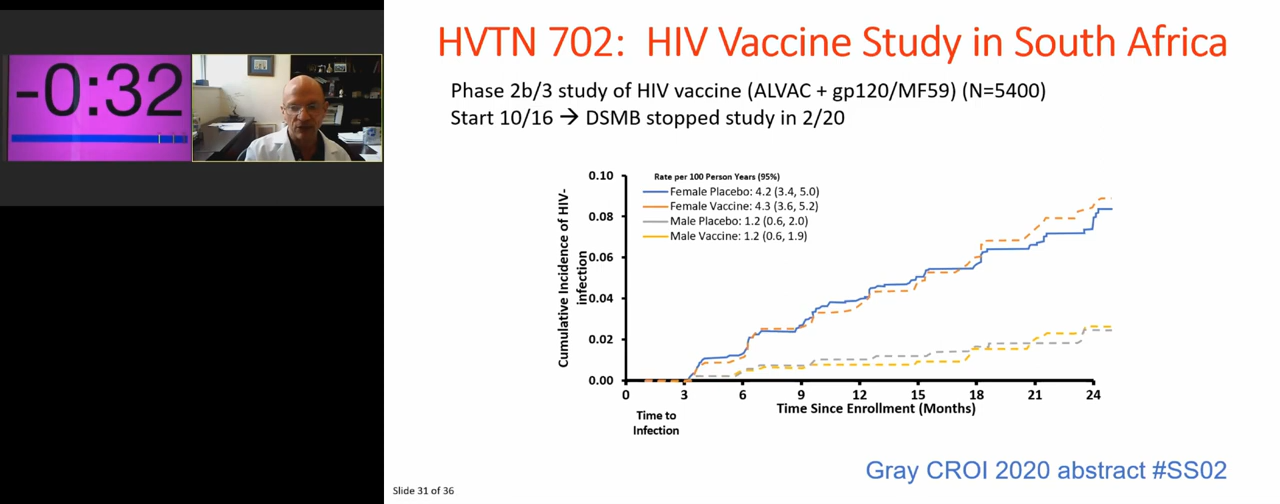 -0:32
HVTN 702: HIV Vaccine Study in South Africa
Phase 2b/3 study of HIV vaccine (ALVAC + gp120/MF59) (N=5400)
Start 10/16 → DSMB stopped study in 2/20
Rate per 100 Person Years (95%)
Female Placebo: 4.2 (3.4, 5.0)
Female Vaccine: 4.3 (3.6, 5.2)
Male Placebo: 1.2 (0.6, 2.0)
Male Vaccine: 1.2 (0.6, 1.9)
Cumulative Incidence of HIV-
infection
0.10
0.08
0.06
0.04
0.02
0.00
0 3 6 9 12 15 18 21 24
Time Since Enrollment (Months)
Time to
Infection
Gray CROI 2020 abstract #SS02
Slide 31 of 36